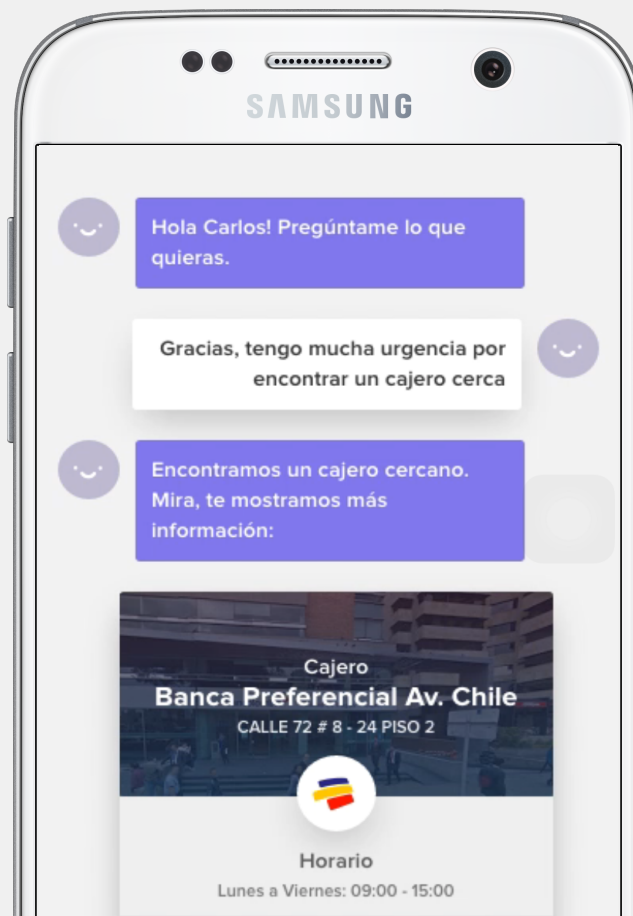 SAMSUNG
Hola Carlos! Pregúntame lo que
quieras.
Gracias, tengo mucha urgencia por
encontrar un cajero cerca
Encontramos un cajero cercano.
Mira, te mostramos más
información:
Cajero
Banca Preferencial Av. Chile
CALLE 72 # 8 - 24 PISO 2
Horario
Lunes a Viernes: 09:00 - 15:00